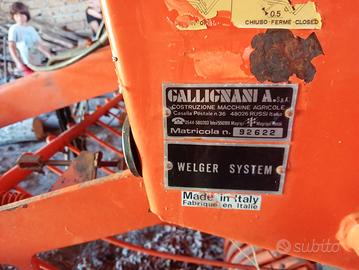 0.5
CHIUSO·FERME·CLOSED
GALLIGNANI A. S.p.A.
COSTRUZIONE MACCHINE AGRICOLE
Casella Postale n 36 48026 RUSSI Italia
Matricola n. 92622
WELGER SYSTEM
Made in Italy
Fabriqué en Italie
subito